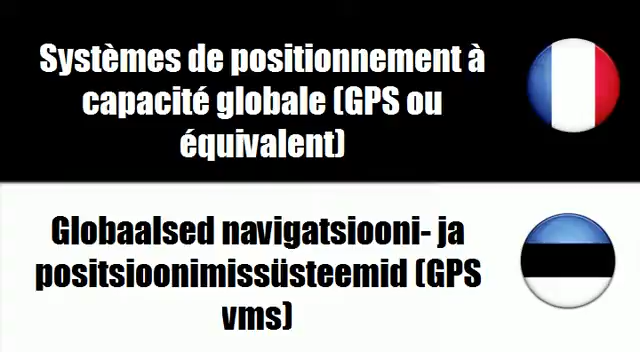 Systèmes de positionnement à
capacité globale (GPS ou
équivalent)
Globaalsed navigatsiooni- ja
positsioonimissüsteemid (GPS
vms)